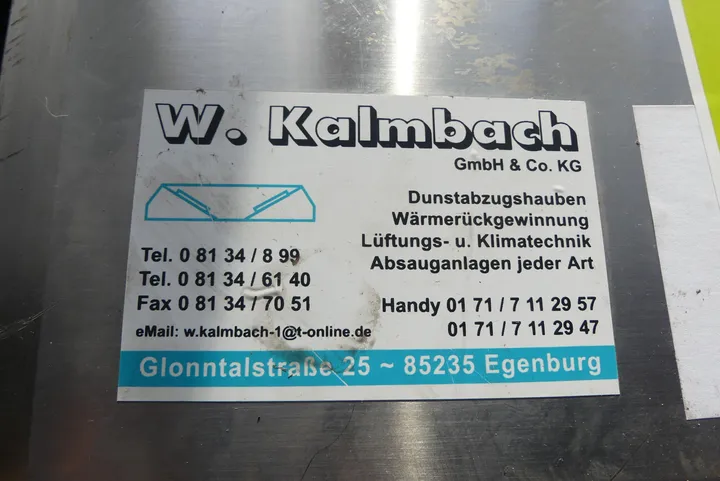 W. Kalmbach
GmbH & Co. KG
Dunstabzugshauben
Wärmerückgewinnung
Lüftungs- u. Klimatechnik
Absauganlagen jeder Art
Tel. 0 81 34 / 8 99
Tel. 0 81 34 / 61 40
Fax 0 81 34 / 70 51
eMail: w.kalmbach-1@t-online.de
Handy 01 71 / 7 11 29 57
01 71 / 7 11 29 47
Glonntalstraße 25 ~ 85235 Egenburg